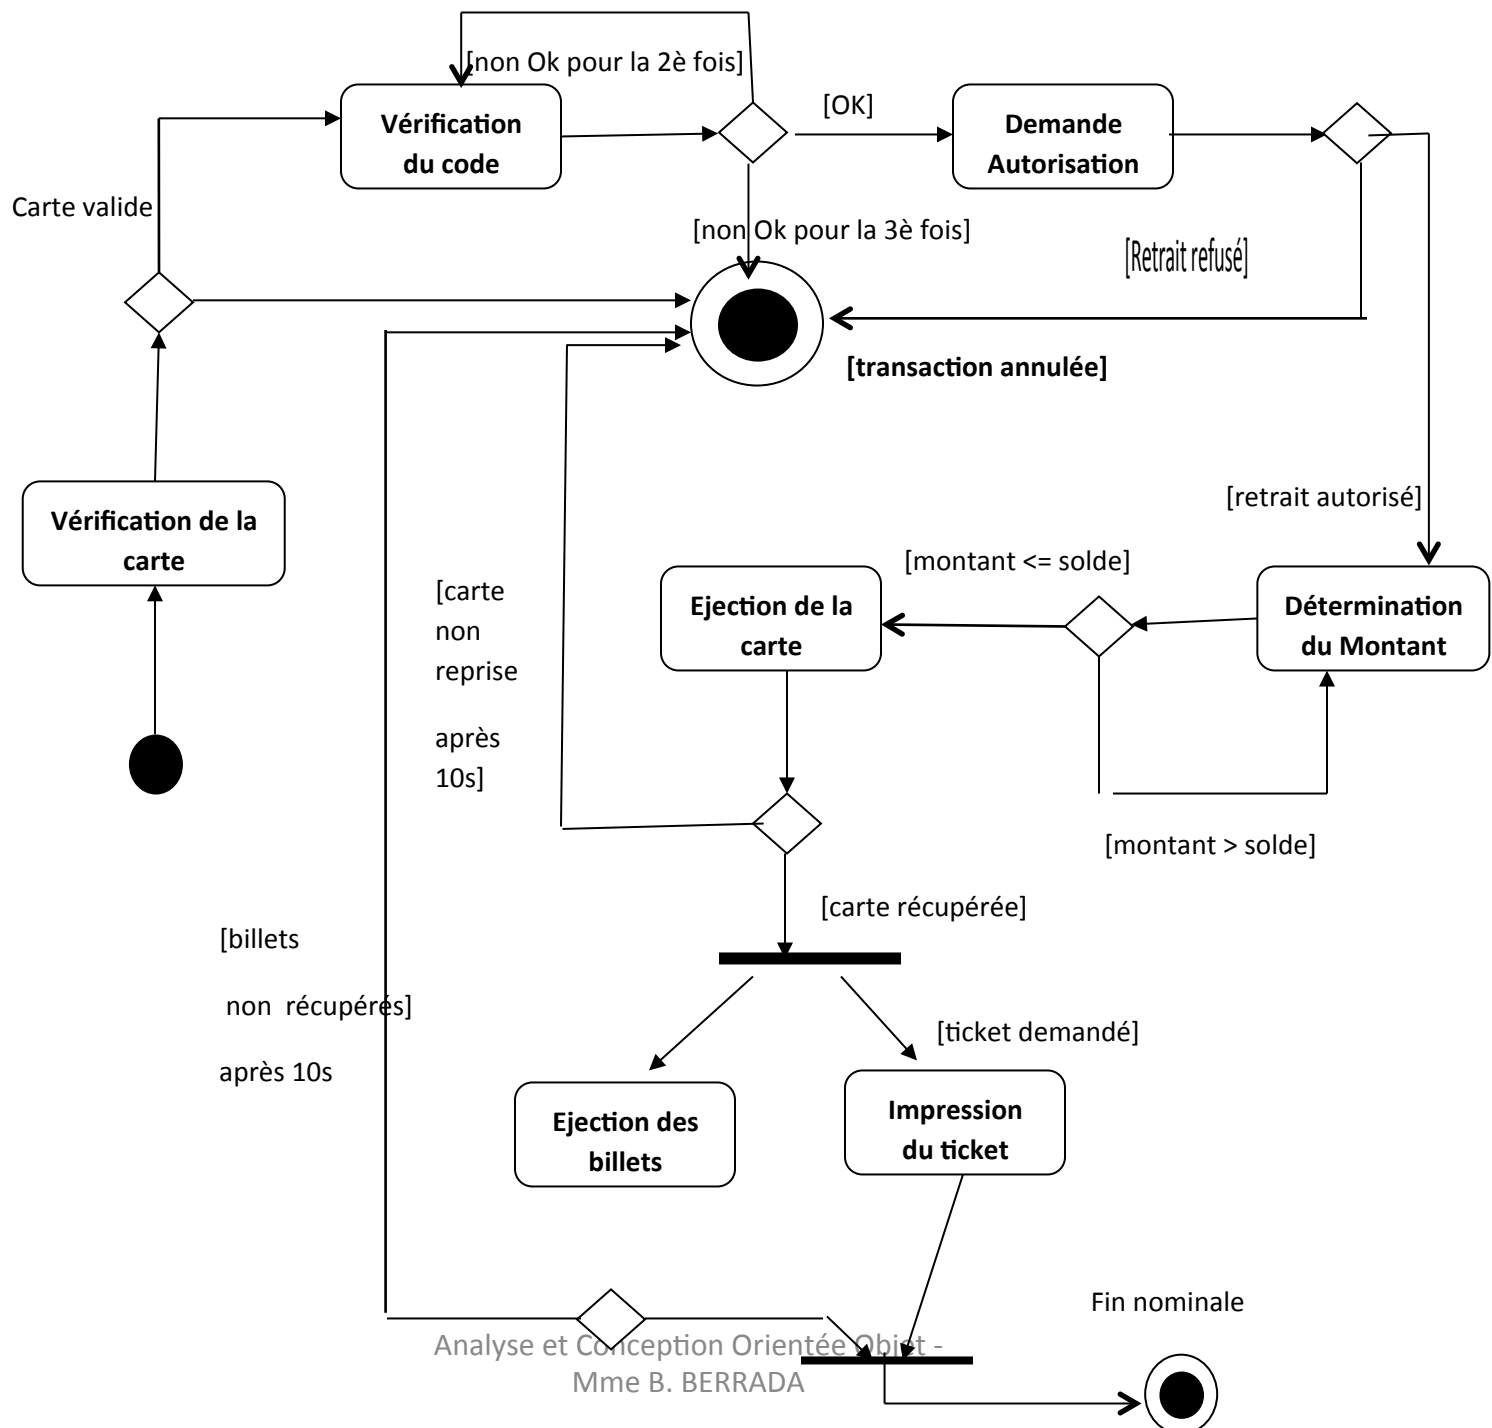 [non Ok pour la 2è fois]
[OK]
Vérification
du code
Demande
Autorisation
Carte valide
[non Ok pour la 3è fois]
[Retrait refusé]
[transaction annulée]
Vérification de la
carte
[retrait autorisé]
[montant <= solde]
[carte
non
reprise
après
10s]
Ejection de la
carte
Détermination
du Montant
[montant > solde]
[carte récupérée]
[billets
non récupérés]
après 10s
[ticket demandé]
Ejection des
billets
Impression
du ticket
Fin nominale
Analyse et Conception Orientée Objet -
Mme B. BERRADA